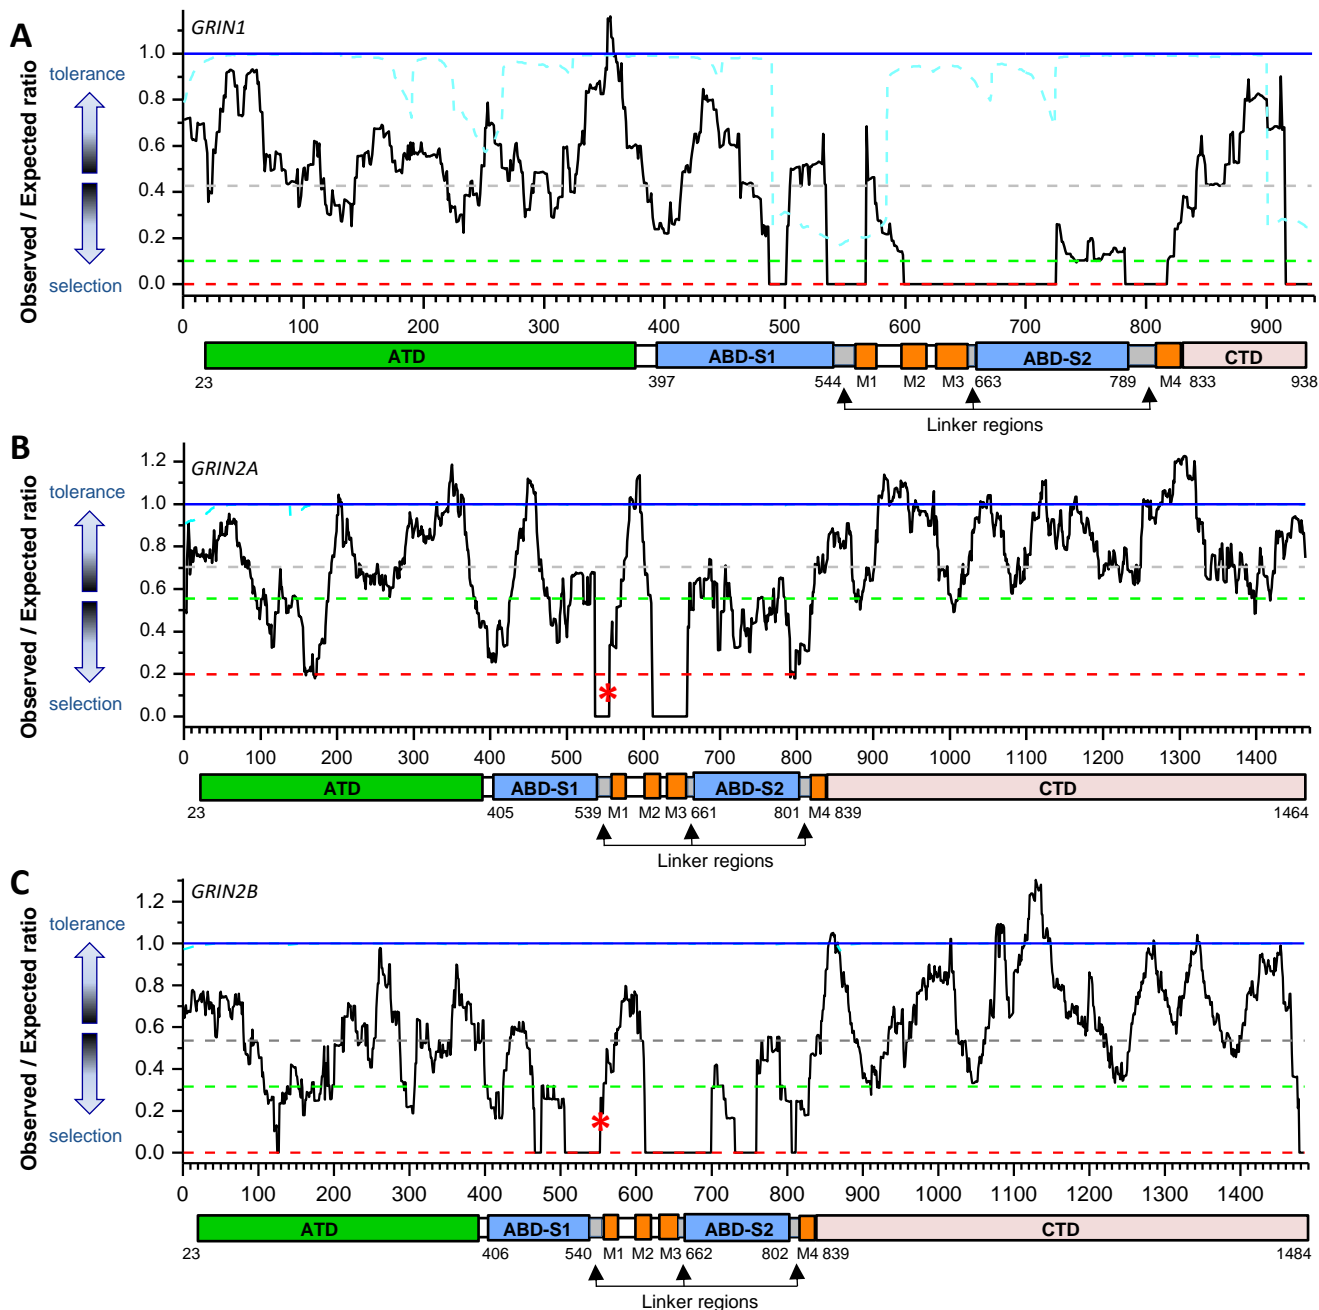 A
GRIN1
Observed / Expected ratio
tolerance
selection
1.0
0.8
0.6
0.4
0.2
0.0
0 100 200 300 400 500 600 700 800 900
ATD ABD-S1 ABD-S2 CTD
23 397 544 M1 M2 M3 663 789 M4 833 938
Linker regions
B
GRIN2A
Observed / Expected ratio
tolerance
selection
1.2
1.0
0.8
0.6
0.4
0.2
0.0
*
0 100 200 300 400 500 600 700 800 900 1000 1100 1200 1300 1400
ATD ABD-S1 ABD-S2 CTD
23 405 539 M1 M2 M3 661 801 M4 839 1464
Linker regions
C
GRIN2B
Observed / Expected ratio
tolerance
selection
1.2
1.0
0.8
0.6
0.4
0.2
0.0
*
0 100 200 300 400 500 600 700 800 900 1000 1100 1200 1300 1400
ATD ABD-S1 ABD-S2 CTD
23 406 540 M1 M2 M3 662 802 M4 839 1484
Linker regions